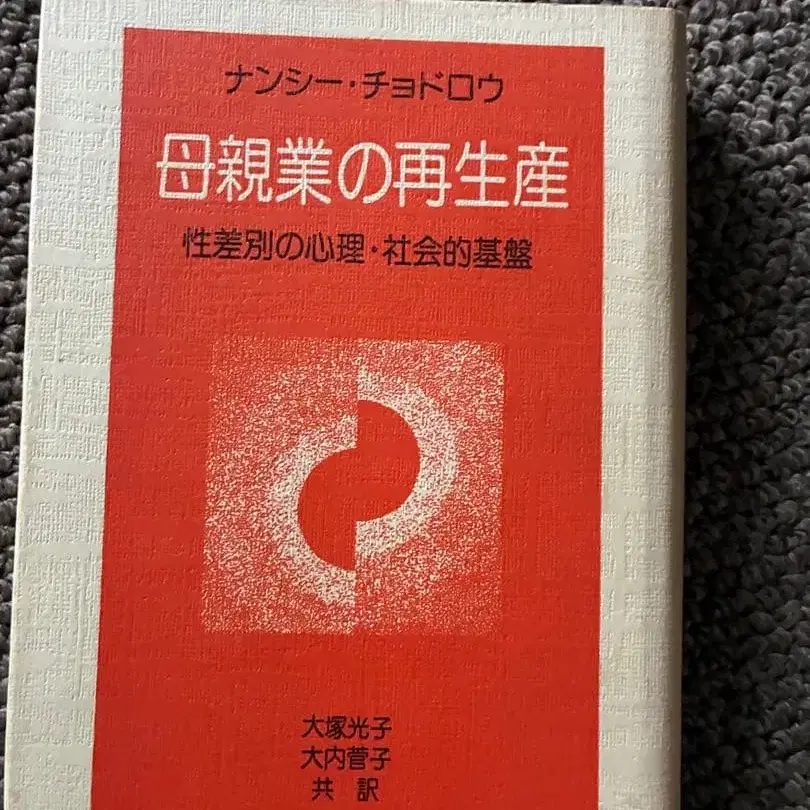 ナンシー・チョドロウ
母親業の再生産
性差別の心理・社会的基盤
大塚光子
大内菅子
共訳